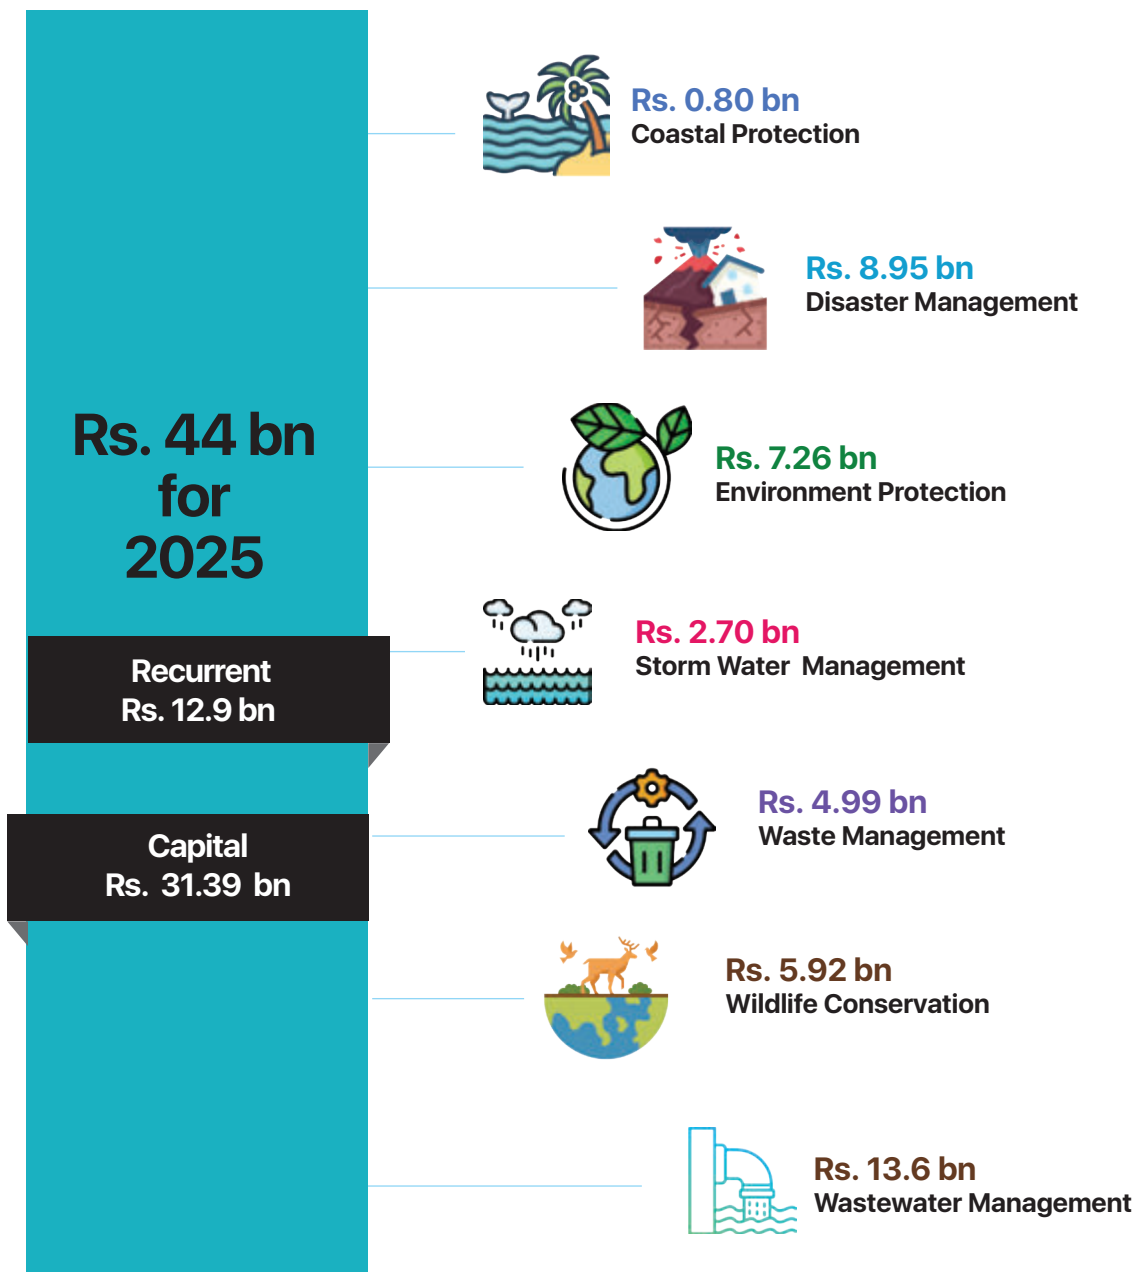 Rs. 44 bn
for
2025
Recurrent
Rs. 12.9 bn
Capital
Rs. 31.39 bn
Rs. 0.80 bn
Coastal Protection
Rs. 8.95 bn
Disaster Management
Rs. 7.26 bn
Environment Protection
Rs. 2.70 bn
Storm Water Management
Rs. 4.99 bn
Waste Management
Rs. 5.92 bn
Wildlife Conservation
Rs. 13.6 bn
Wastewater Management